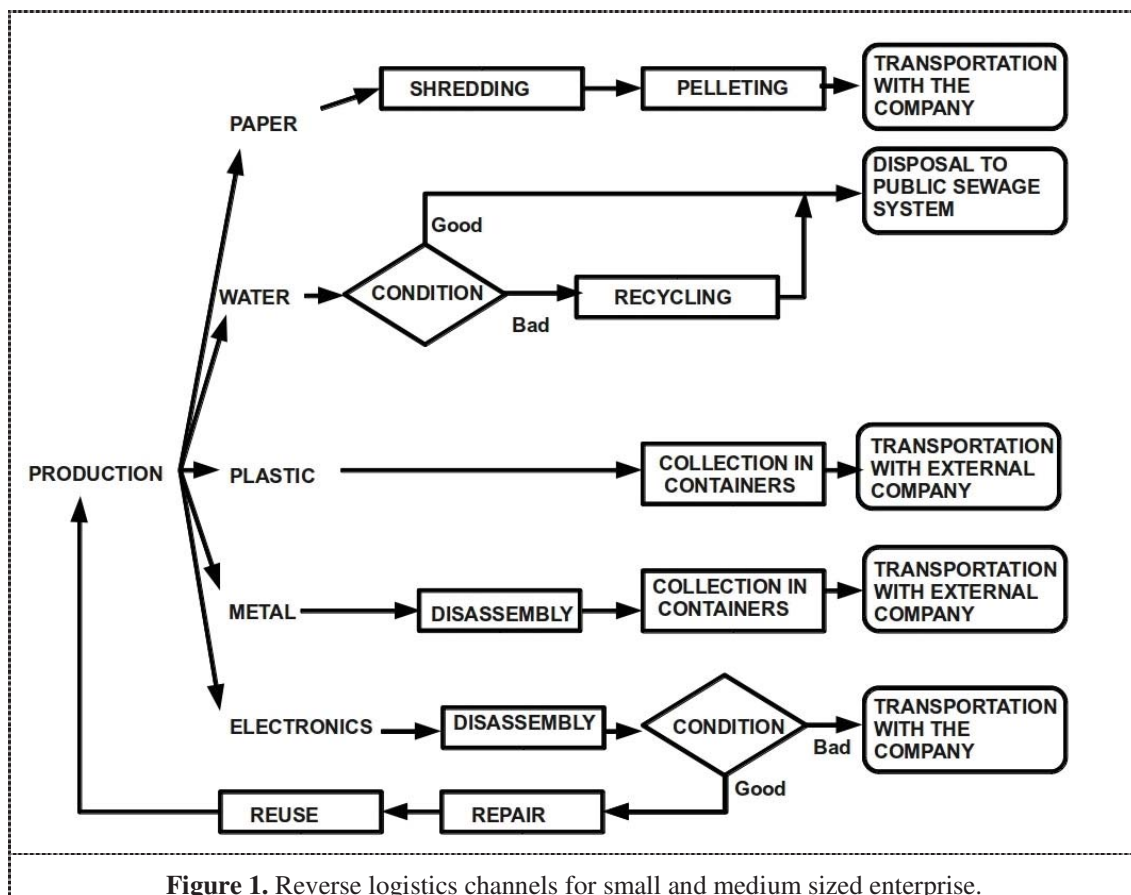 SHREDDING
PELLETING
TRANSPORTATION
WITH THE
COMPANY
PAPER
DISPOSAL TO
PUBLIC SEWAGE
SYSTEM
Good
WATER
CONDITION
RECYCLING
Bad
PRODUCTION
PLASTIC
COLLECTION IN
CONTAINERS
TRANSPORTATION
WITH EXTERNAL
COMPANY
METAL
DISASSEMBLY
COLLECTION IN
CONTAINERS
TRANSPORTATION
WITH EXTERNAL
COMPANY
ELECTRONICS
DISASSEMBLY
CONDITION
Bad
TRANSPORTATION
WITH THE
COMPANY
Good
REUSE
REPAIR
Figure 1. Reverse logistics channels for small and medium sized enterprise.